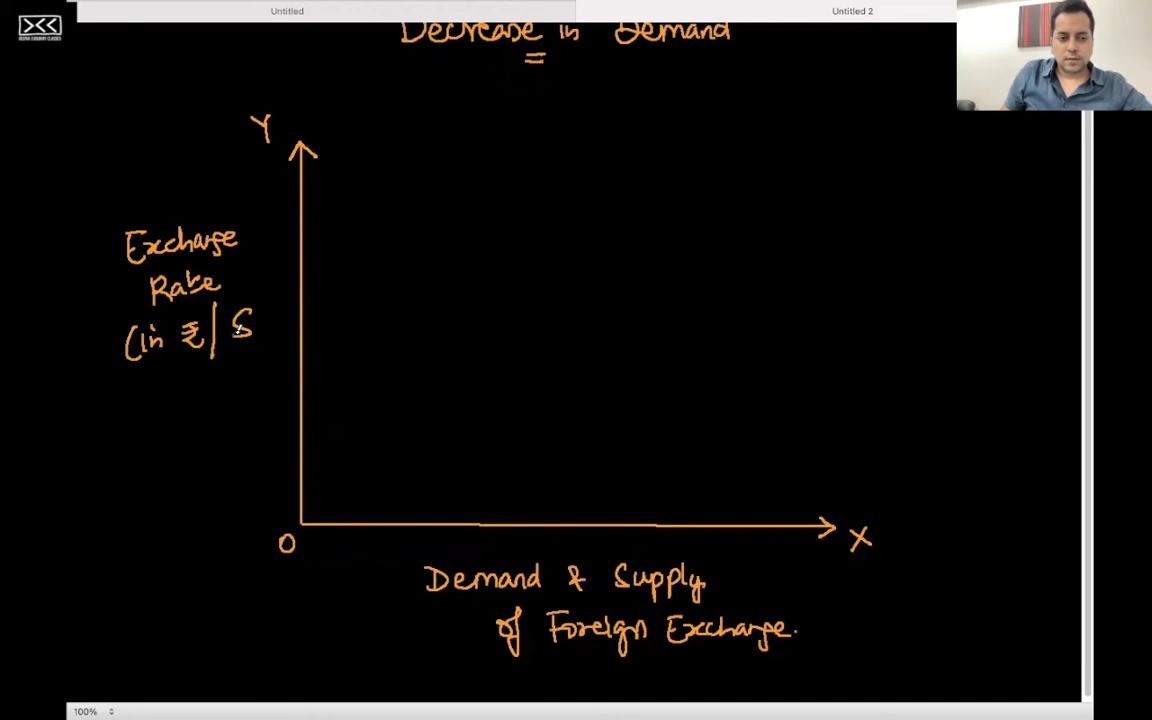 Untitled
Untitled 2
Decrease in Demand
=
Y
Exchange
Rate
(in ₹| S
O
X
Demand & Supply
of Foreign Exchange.
100%